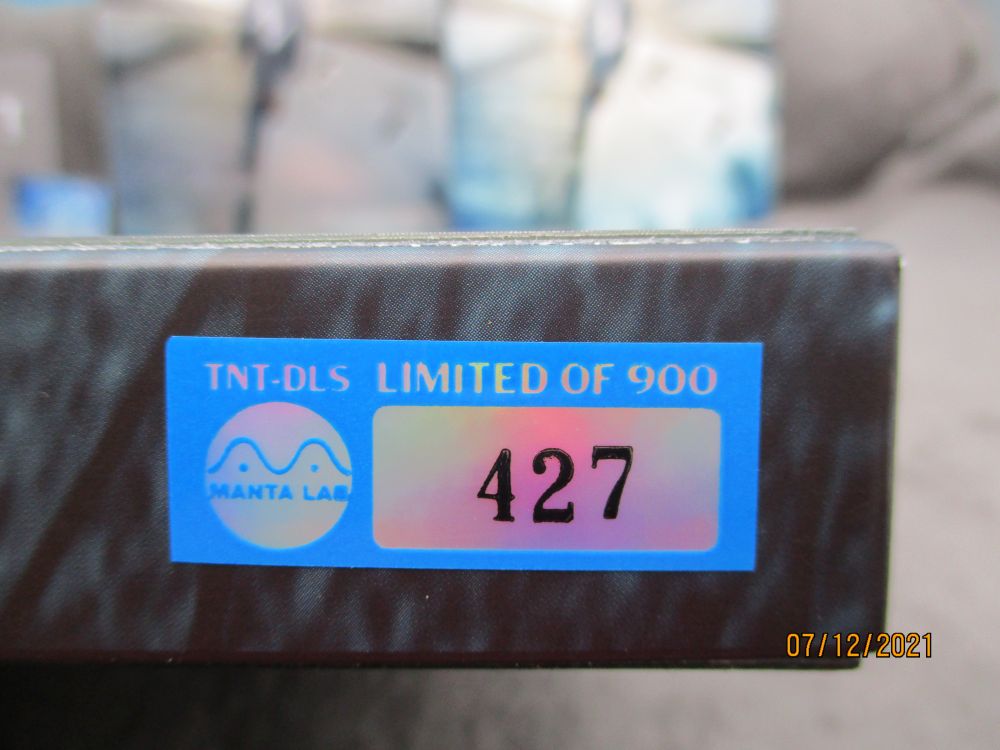 TNT-DLS LIMITED OF 900
MANTA LAB
427
07/12/2021